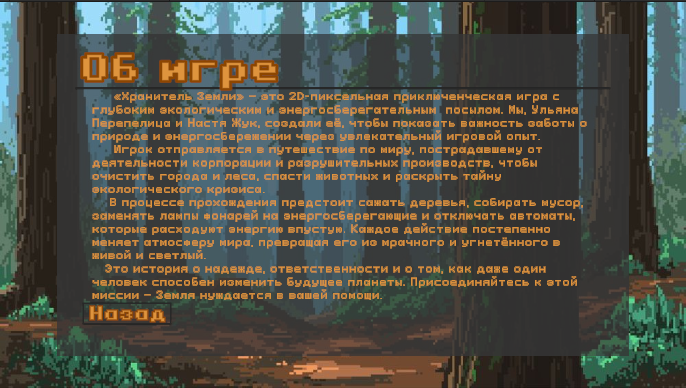 Об игре
«Хранитель Земли» – это 2D-пиксельная приключенческая игра с
глубоким экологическим и энергосберегательным посылом. Мы, Ульяна
Перепелица и Настя Жук, создали её, чтобы показать важность заботы о
природе и энергосбережении через увлекательный игровой опыт.
Игрок отправляется в путешествие по миру, пострадавшему от
деятельности корпорации и разрушительных производств, чтобы
очистить города и леса, спасти животных и раскрыть тайну
экологического кризиса.
В процессе прохождения предстоит сажать деревья, собирать мусор,
заменять лампы фонарей на энергосберегающие и отключать автоматы,
которые расходуют энергию впустую. Каждое действие постепенно
меняет атмосферу мира, превращая его из мрачного и угнетённого в
живой и светлый.
Это история о надежде, ответственности и о том, как даже один
человек способен изменить будущее планеты. Присоединяйтесь к этой
миссии – Земля нуждается в вашей помощи.
Назад